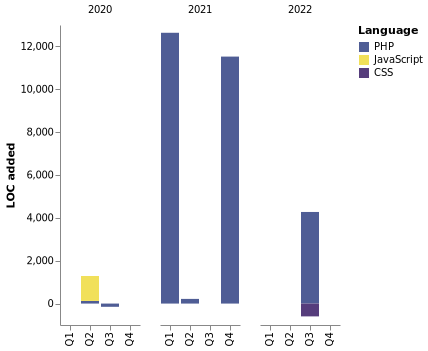 2020 2021 2022
Language
PHP
JavaScript
CSS
LOC added
12,000
10,000
8,000
6,000
4,000
2,000
0
Q1 Q2 Q3 Q4 Q1 Q2 Q3 Q4 Q1 Q2 Q3 Q4